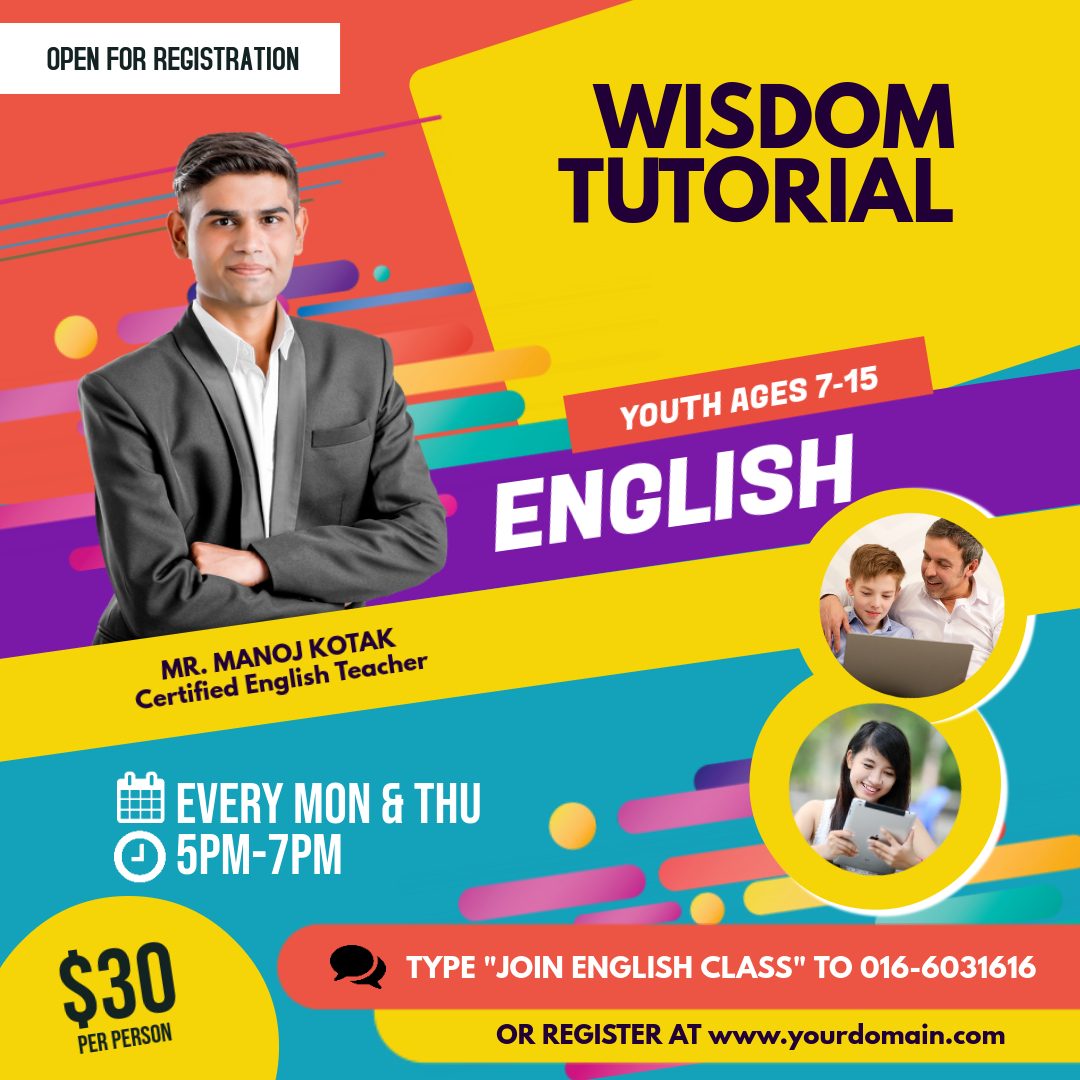 OPEN FOR REGISTRATION
WISDOM
TUTORIAL
YOUTH AGES 7-15
ENGLISH
MR. MANOJ KOTAK
Certified English Teacher
EVERY MON & THU
5PM-7PM
$30
PER PERSON
TYPE "JOIN ENGLISH CLASS" TO 016-6031616
OR REGISTER AT www.yourdomain.com